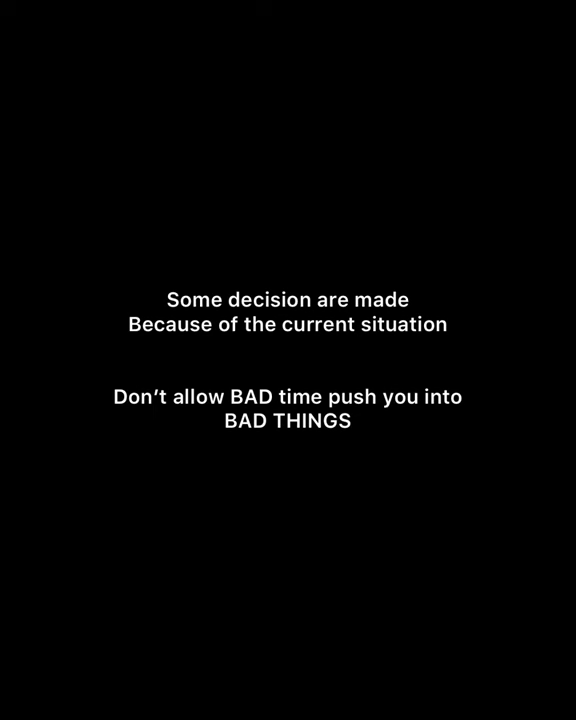 Some decision are made
Because of the current situation
Don’t allow BAD time push you into
BAD THINGS